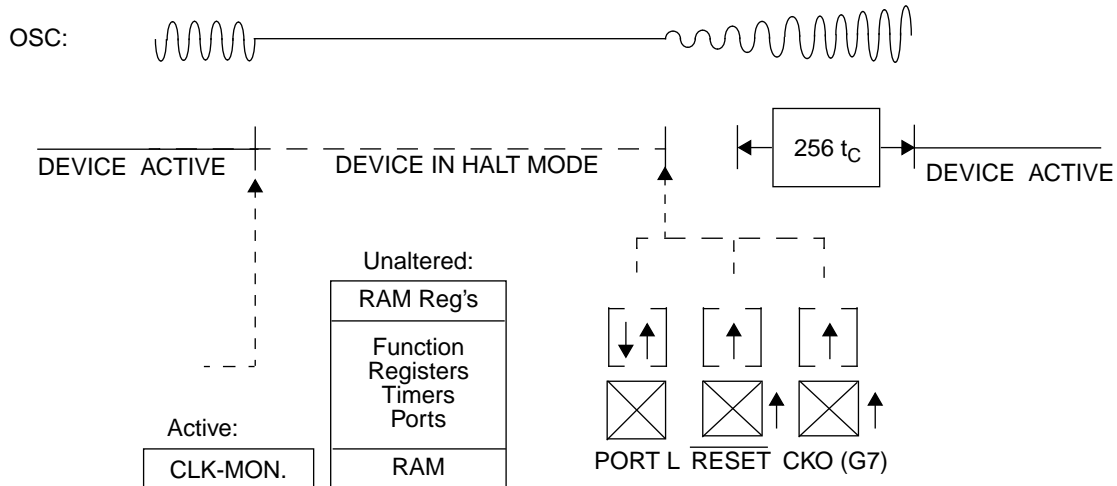 OSC:
256 tC
DEVICE ACTIVE
DEVICE IN HALT MODE
DEVICE ACTIVE
Unaltered:
RAM Reg's
Function
Registers
Timers
Ports
RAM
Active:
CLK-MON.
PORT L
RESET
CKO (G7)